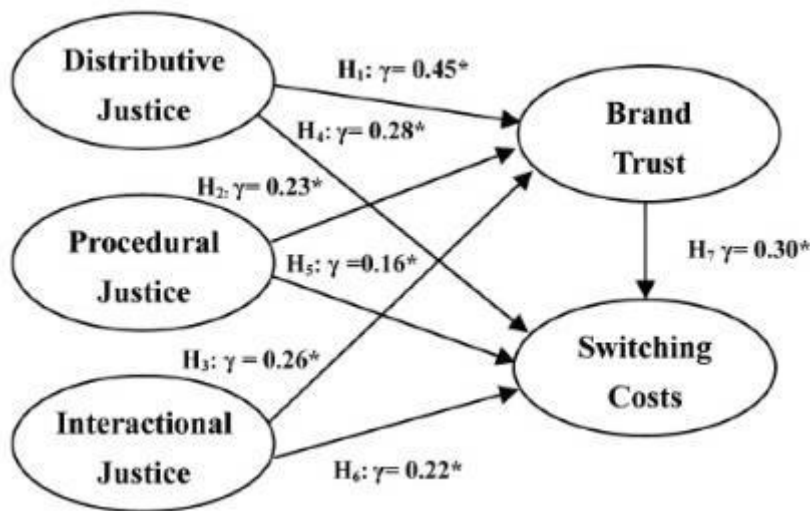 Distributive
Justice
H₁: γ= 0.45*
Brand
Trust
H₄: γ= 0.28*
H₂: γ= 0.23*
Procedural
Justice
H₅: γ =0.16*
H₇ γ= 0.30*
H₃: γ = 0.26*
Switching
Costs
Interactional
Justice
H₆: γ= 0.22*